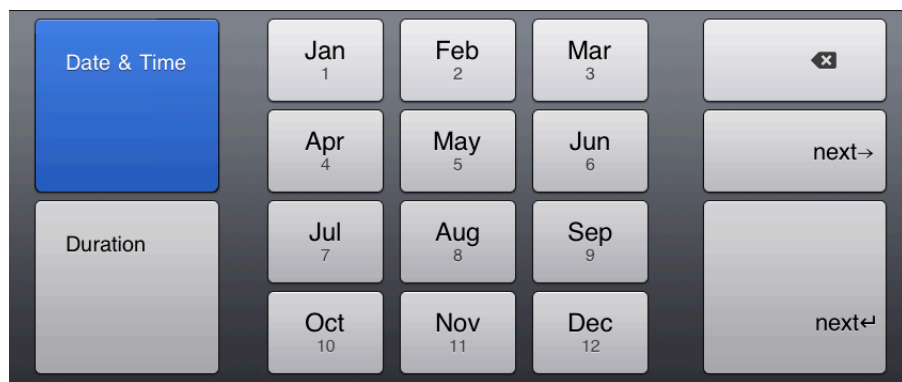 Date & Time
Jan
1
Feb
2
Mar
3
Apr
4
May
5
Jun
6
next→
Duration
Jul
7
Aug
8
Sep
9
Oct
10
Nov
11
Dec
12
next↵